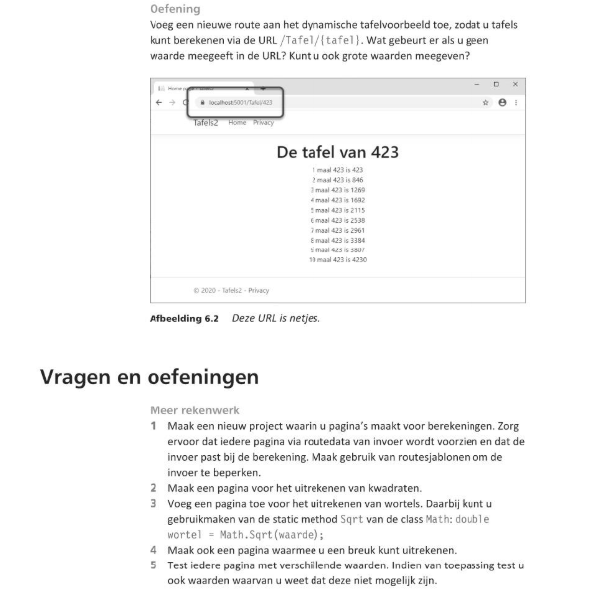 Oefening
Voeg een nieuwe route aan het dynamische tafelvoorbeeld toe, zodat u tafels
kunt berekenen via de URL /Tafel/{tafel}. Wat gebeurt er als u geen
waarde meegeeft in de URL? Kunt u ook grote waarden meegeven?
Home
localhost:5001/Tafel/423
Tafels2 Home Privacy
De tafel van 423
1 maal 423 is 423
2 maal 423 is 846
3 maal 423 is 1269
4 maal 423 is 1692
5 maal 423 is 2115
6 maal 423 is 2538
7 maal 423 is 2961
8 maal 423 is 3384
9 maal 423 is 3807
10 maal 423 is 4230
© 2020 - Tafels2 - Privacy
Afbeelding 6.2 Deze URL is netjes.
Vragen en oefeningen
Meer rekenwerk
1 Maak een nieuw project waarin u pagina's maakt voor berekeningen. Zorg
ervoor dat iedere pagina via routedata van invoer wordt voorzien en dat de
invoer past bij de berekening. Maak gebruik van routesjablonen om de
invoer te beperken.
2 Maak een pagina voor het uitrekenen van kwadraten.
3 Voeg een pagina toe voor het uitrekenen van wortels. Daarbij kunt u
gebruikmaken van de static method Sqrt van de class Math: double
wortel = Math.Sqrt(waarde);
4 Maak ook een pagina waarmee u een breuk kunt uitrekenen.
5 Test iedere pagina met verschillende waarden. Indien van toepassing test u
ook waarden waarvan u weet dat deze niet mogelijk zijn.